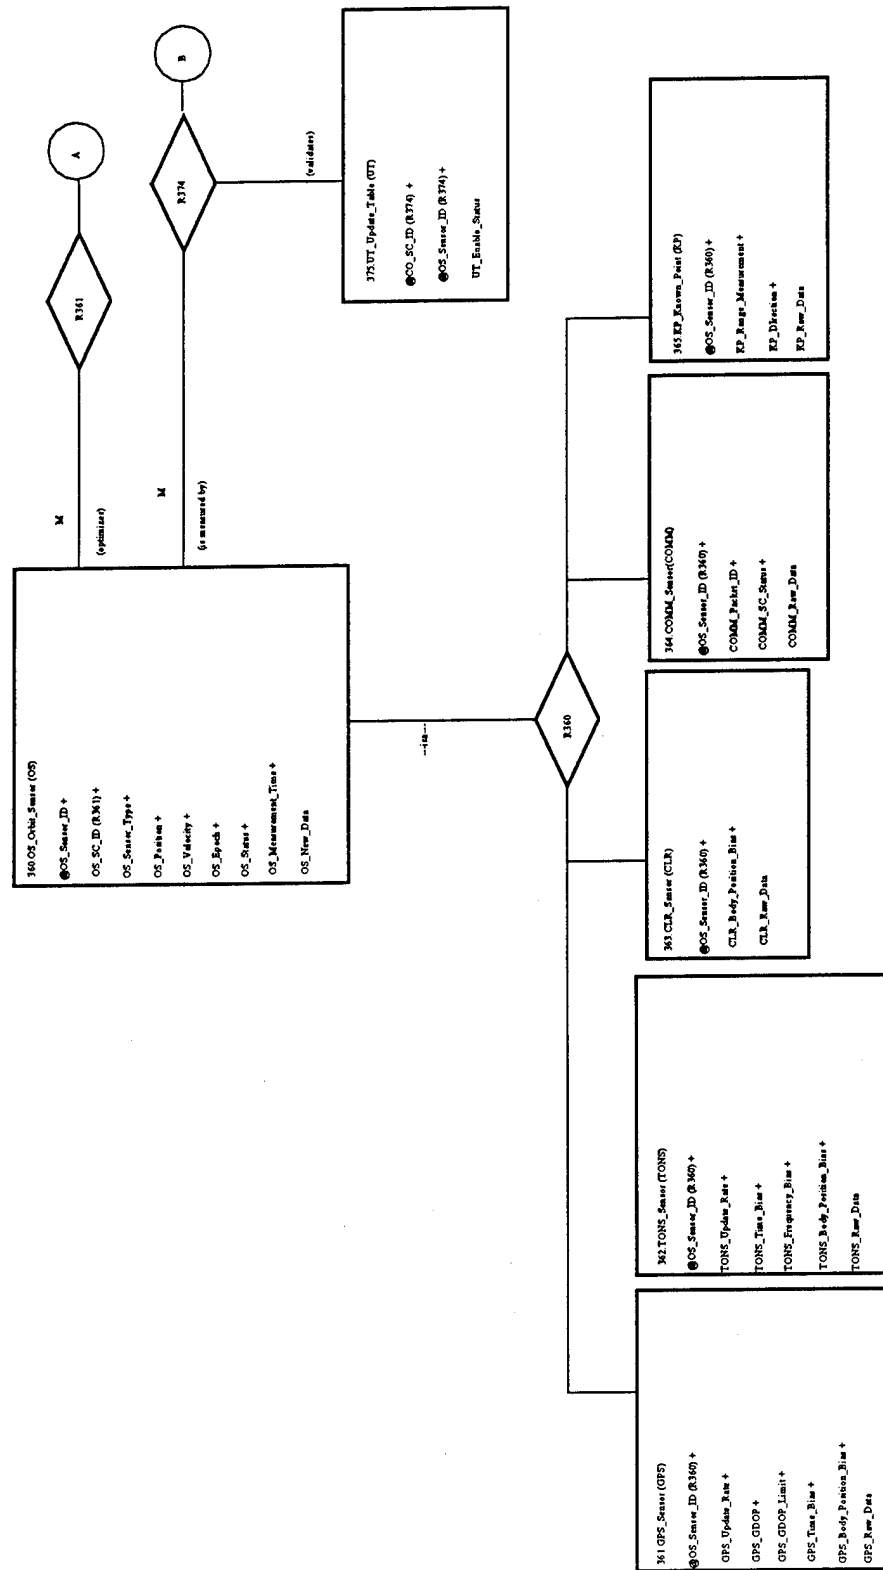 360.OS_Orbit_Sensor (OS)
@OS_Sensor_ID +
OS_SC_ID (R361) +
OS_Sensor_Type +
OS_Position +
OS_Velocity +
OS_Epoch +
OS_Status +
OS_Measurement_Time +
OS_New_Data
M
(optimizes)
R361
A
M
(is measured by)
R374
B
(validates)
375.UT_Update_Table (UT)
@CO_SC_ID (R374) +
@OS_Sensor_ID (R374) +
UT_Enable_Status
---isa---
R360
361 GPS_Sensor (GPS)
@OS_Sensor_ID (R360) +
GPS_Update_Rate +
GPS_GDOP +
GPS_GDOP_Limit +
GPS_Time_Bias +
GPS_Body_Position_Bias +
GPS_Raw_Data
362.TONS_Sensor (TONS)
@OS_Sensor_ID (R360) +
TONS_Update_Rate +
TONS_Time_Bias +
TONS_Frequency_Bias +
TONS_Body_Position_Bias +
TONS_Raw_Data
363.CLR_Sensor (CLR)
@OS_Sensor_ID (R360) +
CLR_Body_Position_Bias +
CLR_Raw_Data
364.COMM_Sensor(COMM)
@OS_Sensor_ID (R360) +
COMM_Packet_ID +
COMM_SC_Status +
COMM_Raw_Data
365.KP_Known_Point (KP)
@OS_Sensor_ID (R360) +
KP_Range_Measurement +
KP_Direction +
KP_Raw_Data